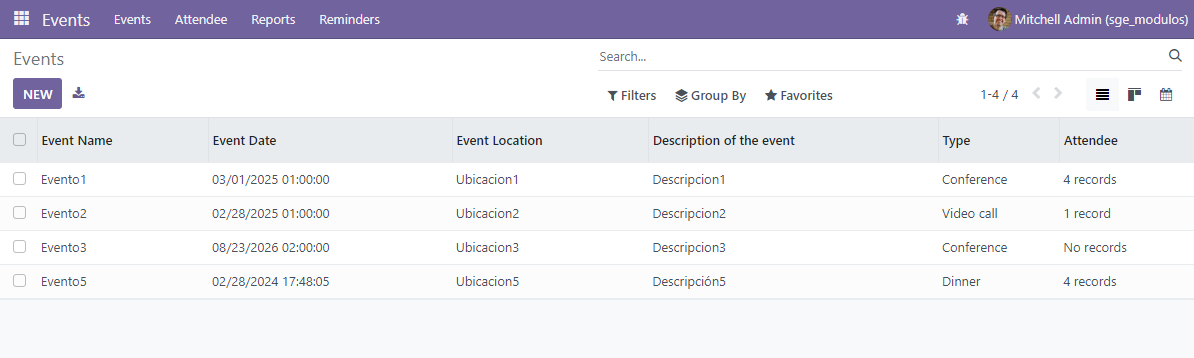 Events Events Attendee Reports Reminders Mitchell Admin (sge_modulos)
Events Search...
NEW Filters Group By Favorites 1-4 / 4
Event Name Event Date Event Location Description of the event Type Attendee
Evento1 03/01/2025 01:00:00 Ubicacion1 Descripcion1 Conference 4 records
Evento2 02/28/2025 01:00:00 Ubicacion2 Descripcion2 Video call 1 record
Evento3 08/23/2026 02:00:00 Ubicacion3 Descripcion3 Conference No records
Evento5 02/28/2024 17:48:05 Ubicacion5 Descripción5 Dinner 4 records